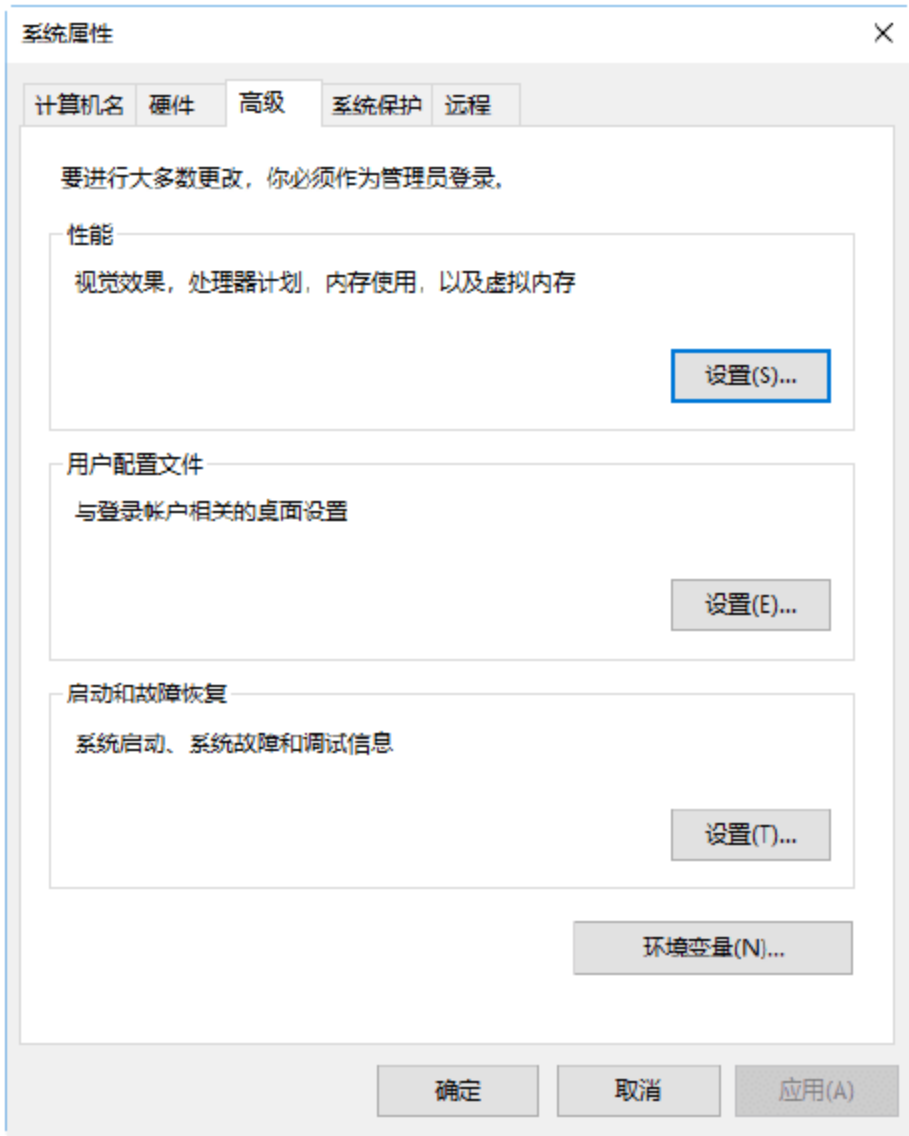 系统属性
计算机名 硬件 高级 系统保护 远程
要进行大多数更改，你必须作为管理员登录。
性能
视觉效果，处理器计划，内存使用，以及虚拟内存
设置(S)...
用户配置文件
与登录帐户相关的桌面设置
设置(E)...
启动和故障恢复
系统启动、系统故障和调试信息
设置(T)...
环境变量(N)...
确定 取消 应用(A)